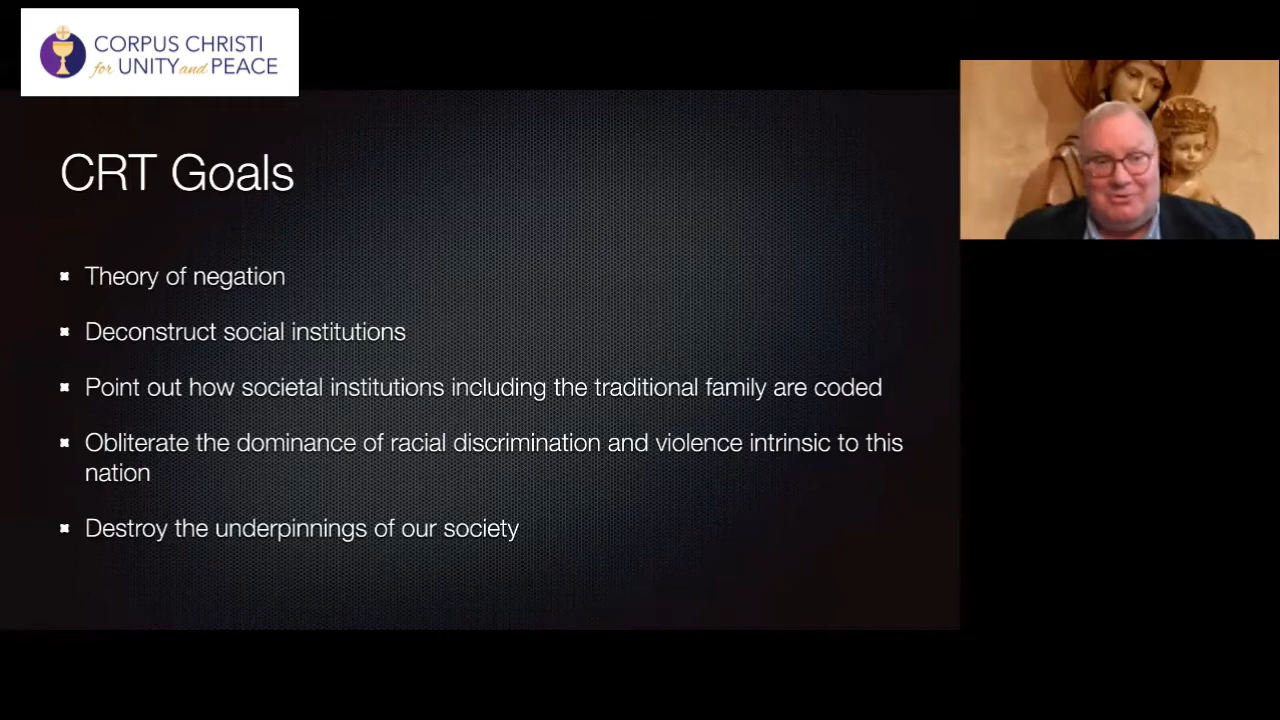 CORPUS CHRISTI
for UNITY and PEACE
CRT Goals
Theory of negation
Deconstruct social institutions
Point out how societal institutions including the traditional family are coded
Obliterate the dominance of racial discrimination and violence intrinsic to this
nation
Destroy the underpinnings of our society